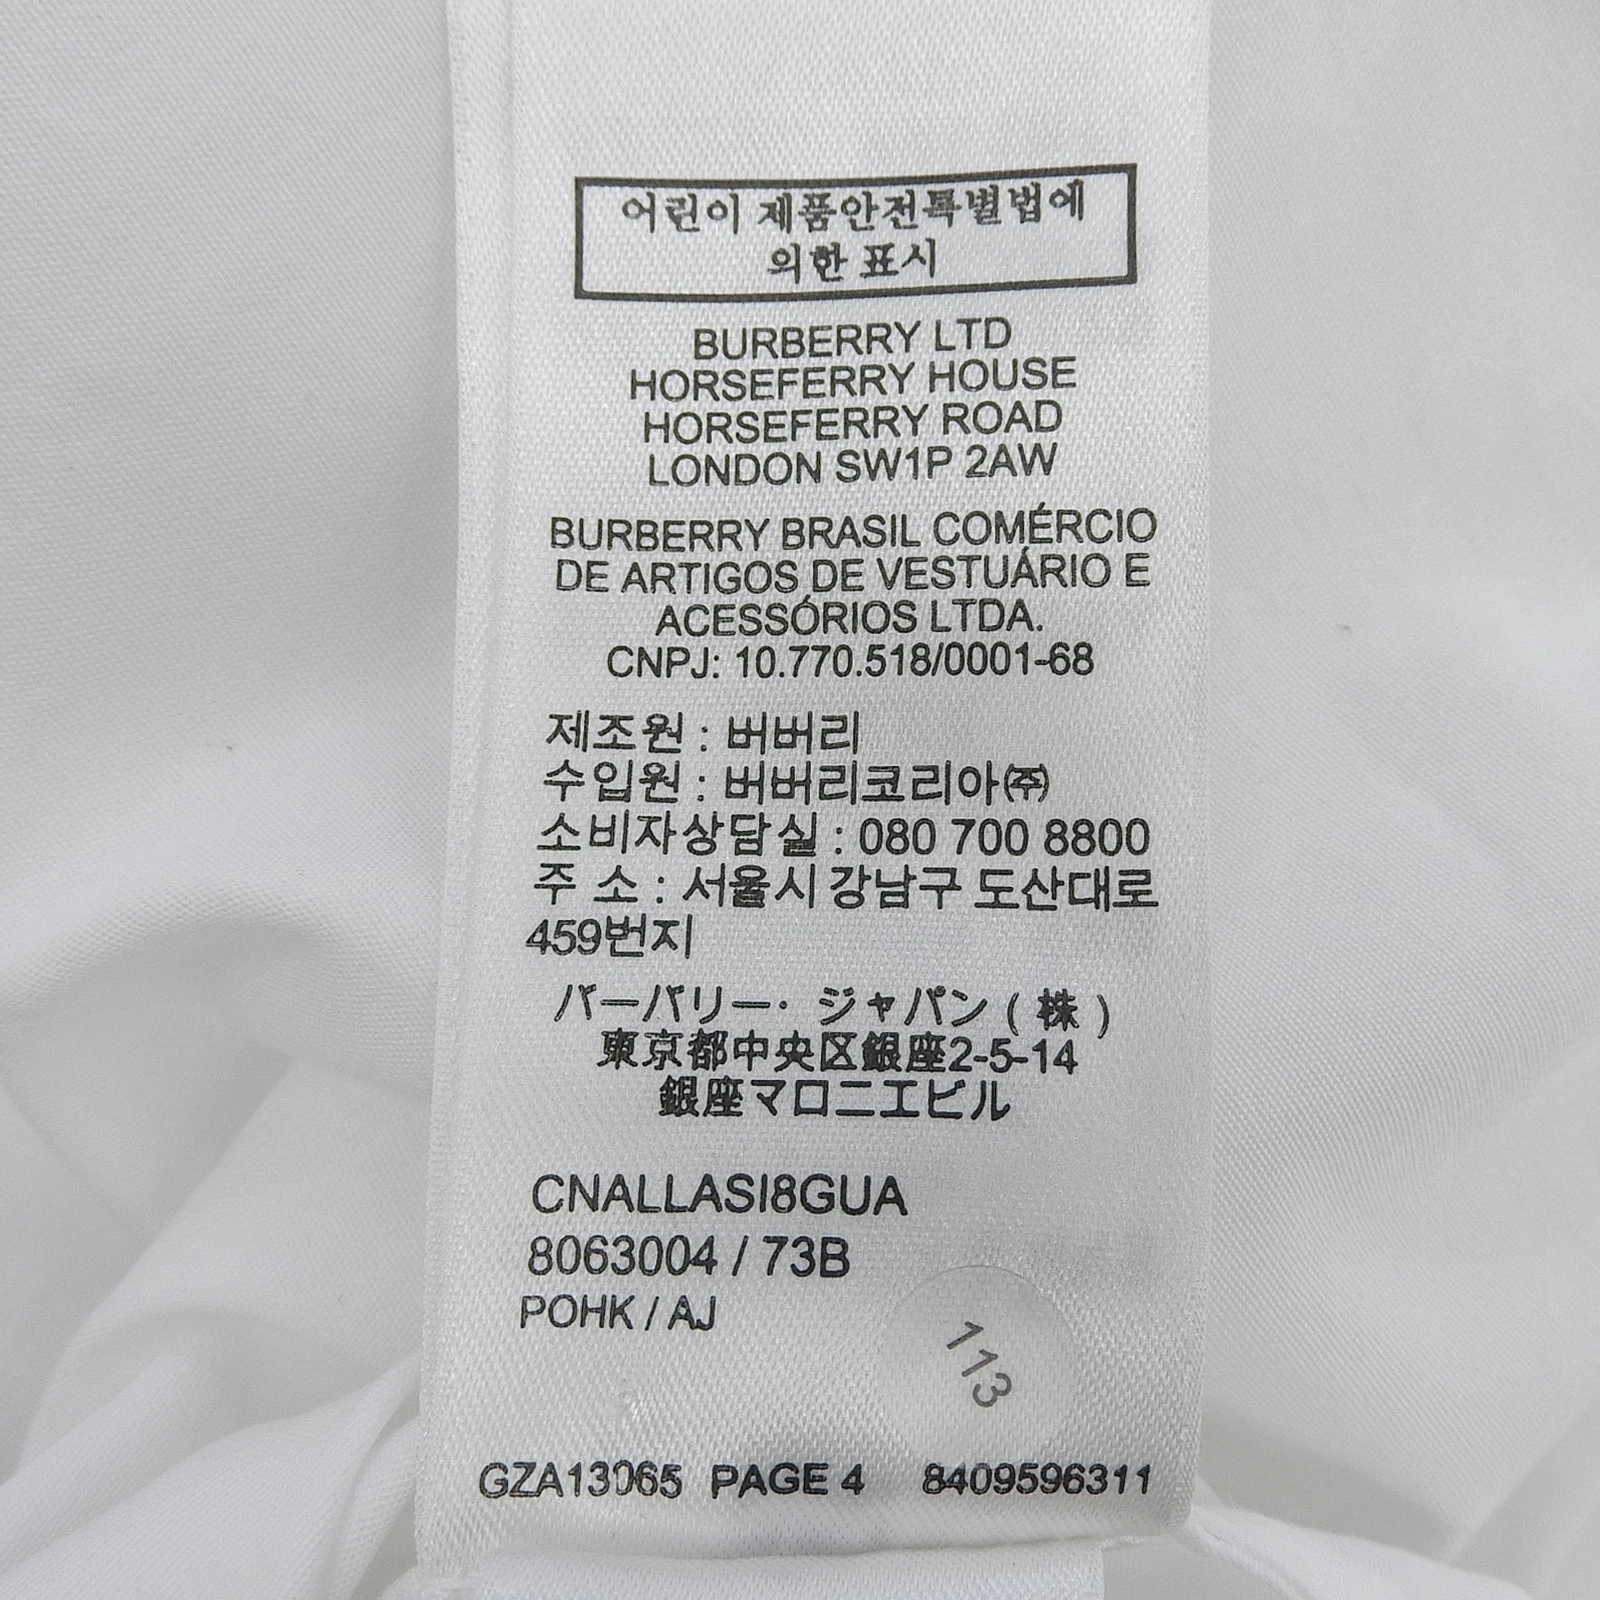 어린이 제품안전특별법에
의한 표시
BURBERRY LTD
HORSEFERRY HOUSE
HORSEFERRY ROAD
LONDON SW1P 2AW
BURBERRY BRASIL COMÉRCIO
DE ARTIGOS DE VESTUÁRIO E
ACESSÓRIOS LTDA.
CNPJ: 10.770.518/0001-68
제조원 : 버버리
수입원 : 버버리코리아㈜
소비자상담실 : 080 700 8800
주 소 : 서울시 강남구 도산대로
459번지
バーバリー・ジャパン ( 株 )
東京都中央区銀座2-5-14
銀座マロニエビル
CNALLASI8GUA
8063004 / 73B
POHK / AJ
113
GZA13065 PAGE 4 8409596311